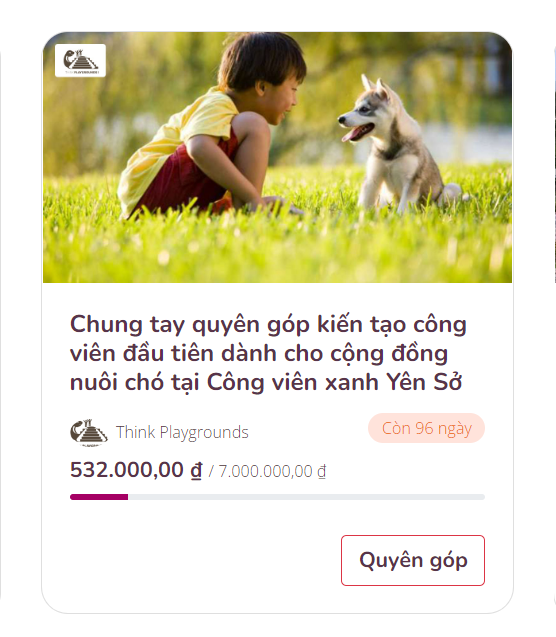 Chung tay quyên góp kiến tạo công
viên đầu tiên dành cho cộng đồng
nuôi chó tại Công viên xanh Yên Sở
Think Playgrounds
Còn 96 ngày
532.000,00 ₫ / 7.000.000,00 ₫
Quyên góp